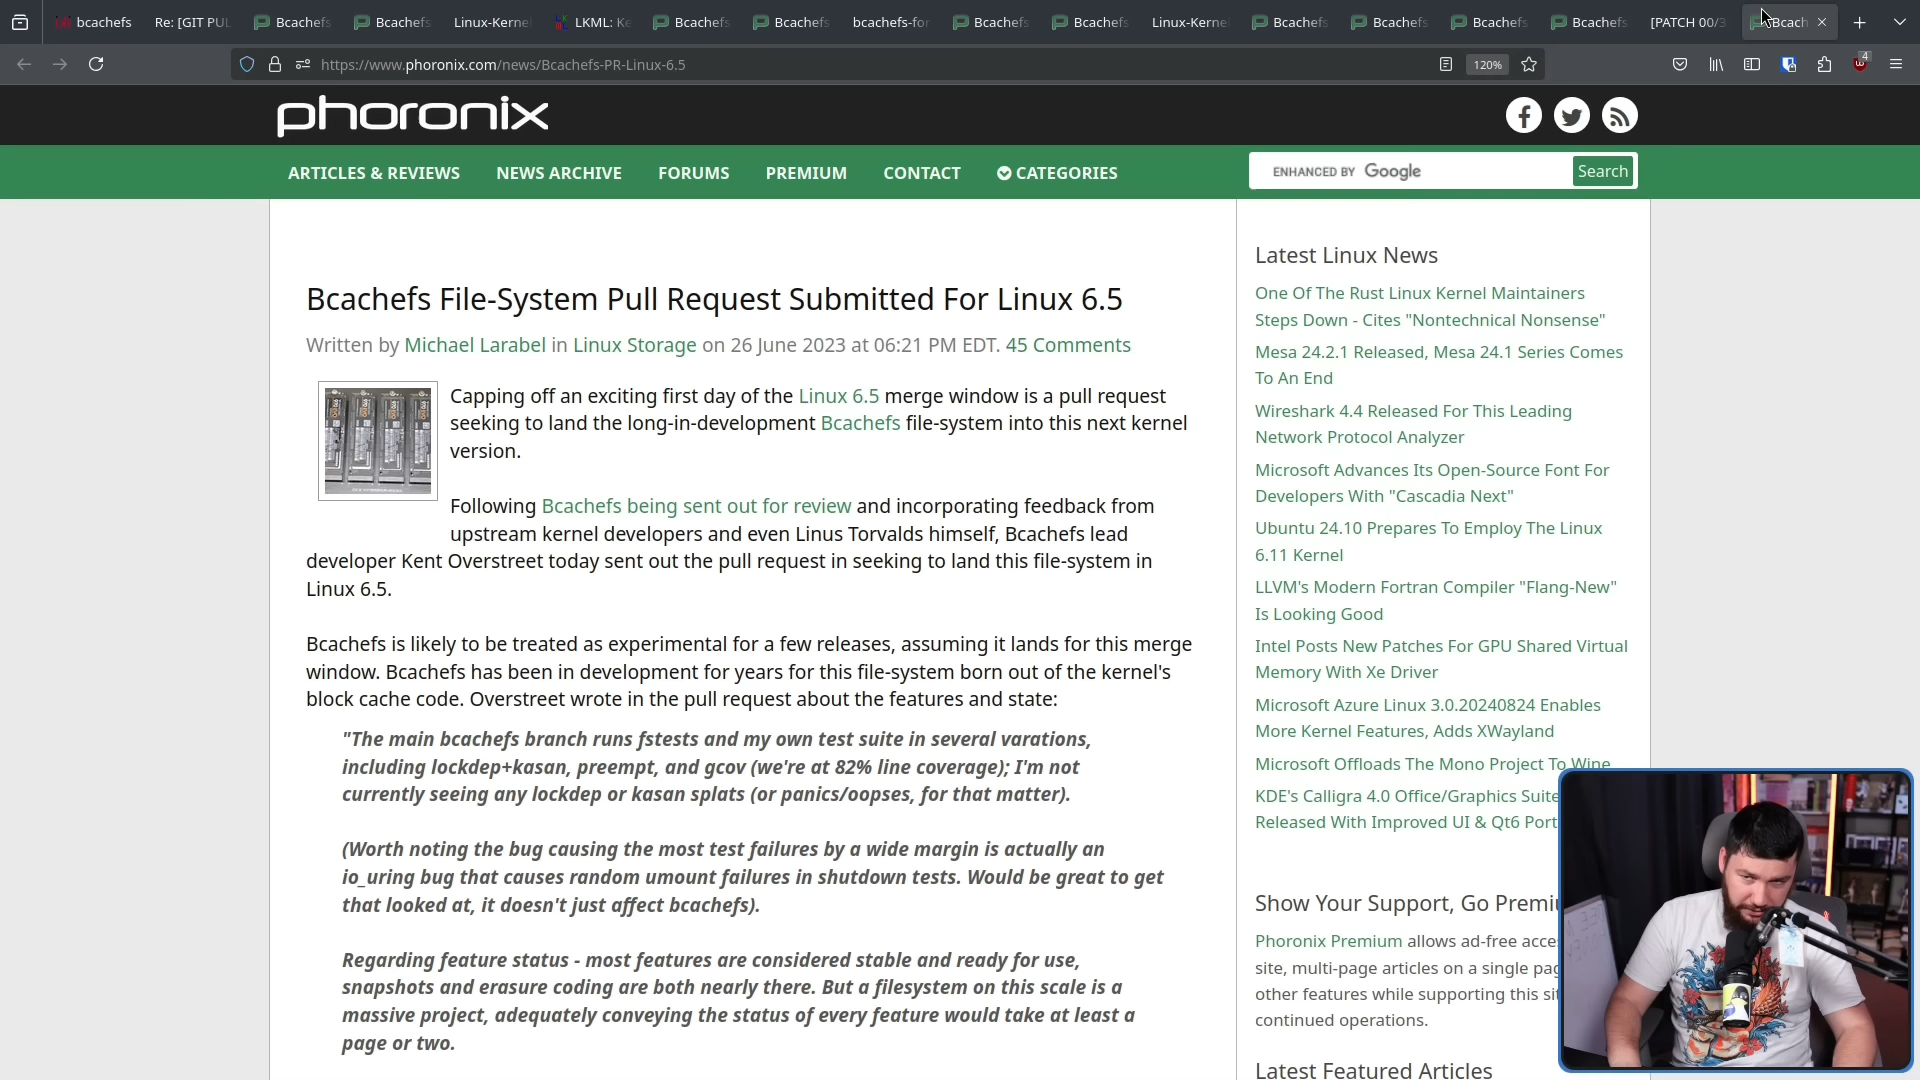 bcachefs
Re: [GIT PUL
Bcachefs
Bcachefs
Linux-Kerne
LKML: Ke
Bcachefs
Bcachefs
bcachefs-for
Bcachefs
Bcachefs
Linux-Kerne
Bcachefs
Bcachefs
Bcachefs
Bcachefs
[PATCH 00/3
Bcach
https://www.phoronix.com/news/Bcachefs-PR-Linux-6.5
120%
4
phoronix
ARTICLES & REVIEWS
NEWS ARCHIVE
FORUMS
PREMIUM
CONTACT
CATEGORIES
ENHANCED BY Google
Search
Bcachefs File-System Pull Request Submitted For Linux 6.5
Written by Michael Larabel in Linux Storage on 26 June 2023 at 06:21 PM EDT. 45 Comments
Capping off an exciting first day of the Linux 6.5 merge window is a pull request
seeking to land the long-in-development Bcachefs file-system into this next kernel
version.
Following Bcachefs being sent out for review and incorporating feedback from
upstream kernel developers and even Linus Torvalds himself, Bcachefs lead
developer Kent Overstreet today sent out the pull request in seeking to land this file-system in
Linux 6.5.
Bcachefs is likely to be treated as experimental for a few releases, assuming it lands for this merge
window. Bcachefs has been in development for years for this file-system born out of the kernel's
block cache code. Overstreet wrote in the pull request about the features and state:
"The main bcachefs branch runs fstests and my own test suite in several varations,
including lockdep+kasan, preempt, and gcov (we're at 82% line coverage); I'm not
currently seeing any lockdep or kasan splats (or panics/oopses, for that matter).
(Worth noting the bug causing the most test failures by a wide margin is actually an
io_uring bug that causes random umount failures in shutdown tests. Would be great to get
that looked at, it doesn't just affect bcachefs).
Regarding feature status - most features are considered stable and ready for use,
snapshots and erasure coding are both nearly there. But a filesystem on this scale is a
massive project, adequately conveying the status of every feature would take at least a
page or two.
Latest Linux News
One Of The Rust Linux Kernel Maintainers
Steps Down - Cites "Nontechnical Nonsense"
Mesa 24.2.1 Released, Mesa 24.1 Series Comes
To An End
Wireshark 4.4 Released For This Leading
Network Protocol Analyzer
Microsoft Advances Its Open-Source Font For
Developers With "Cascadia Next"
Ubuntu 24.10 Prepares To Employ The Linux
6.11 Kernel
LLVM's Modern Fortran Compiler "Flang-New"
Is Looking Good
Intel Posts New Patches For GPU Shared Virtual
Memory With Xe Driver
Microsoft Azure Linux 3.0.20240824 Enables
More Kernel Features, Adds XWayland
Microsoft Offloads The Mono Project To Wine
KDE's Calligra 4.0 Office/Graphics Suite
Released With Improved UI & Qt6 Port
Show Your Support, Go Premiu
Phoronix Premium allows ad-free acce
site, multi-page articles on a single pag
other features while supporting this sit
continued operations.
Latest Featured Articles